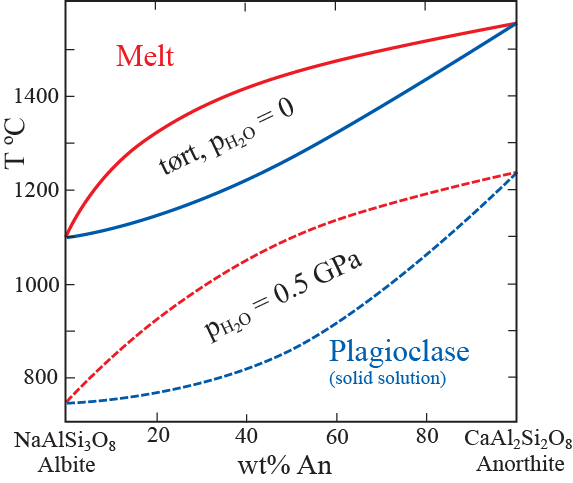 Melt
1400
1200
1000
800
T ºC
tørt, pH₂O = 0
pH₂O = 0.5 GPa
Plagioclase
(solid solution)
20
40
60
80
NaAlSi₃O₈
Albite
wt% An
CaAl₂Si₂O₈
Anorthite